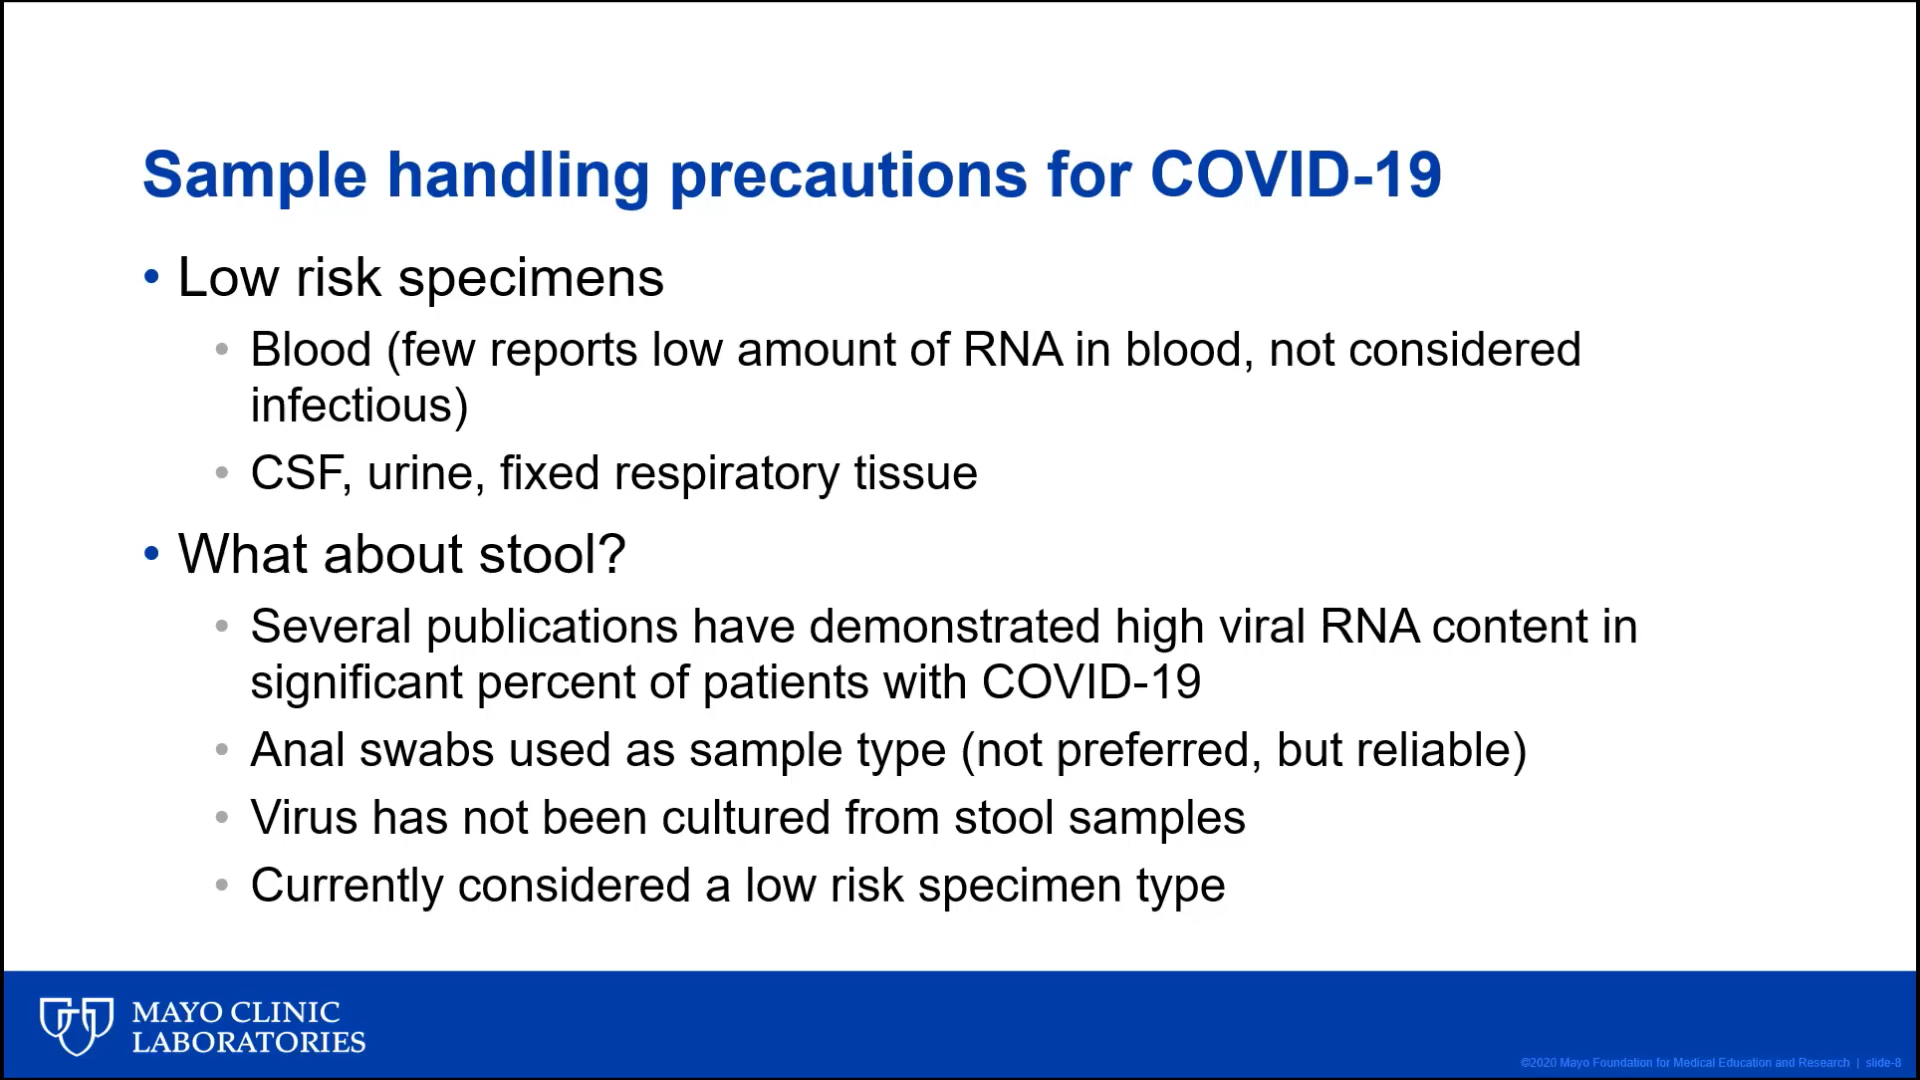 Sample handling precautions for COVID-19
• Low risk specimens
• Blood (few reports low amount of RNA in blood, not considered
infectious)
• CSF, urine, fixed respiratory tissue
• What about stool?
• Several publications have demonstrated high viral RNA content in
significant percent of patients with COVID-19
• Anal swabs used as sample type (not preferred, but reliable)
• Virus has not been cultured from stool samples
• Currently considered a low risk specimen type
MAYO CLINIC
LABORATORIES
©2020 Mayo Foundation for Medical Education and Research | slide-8